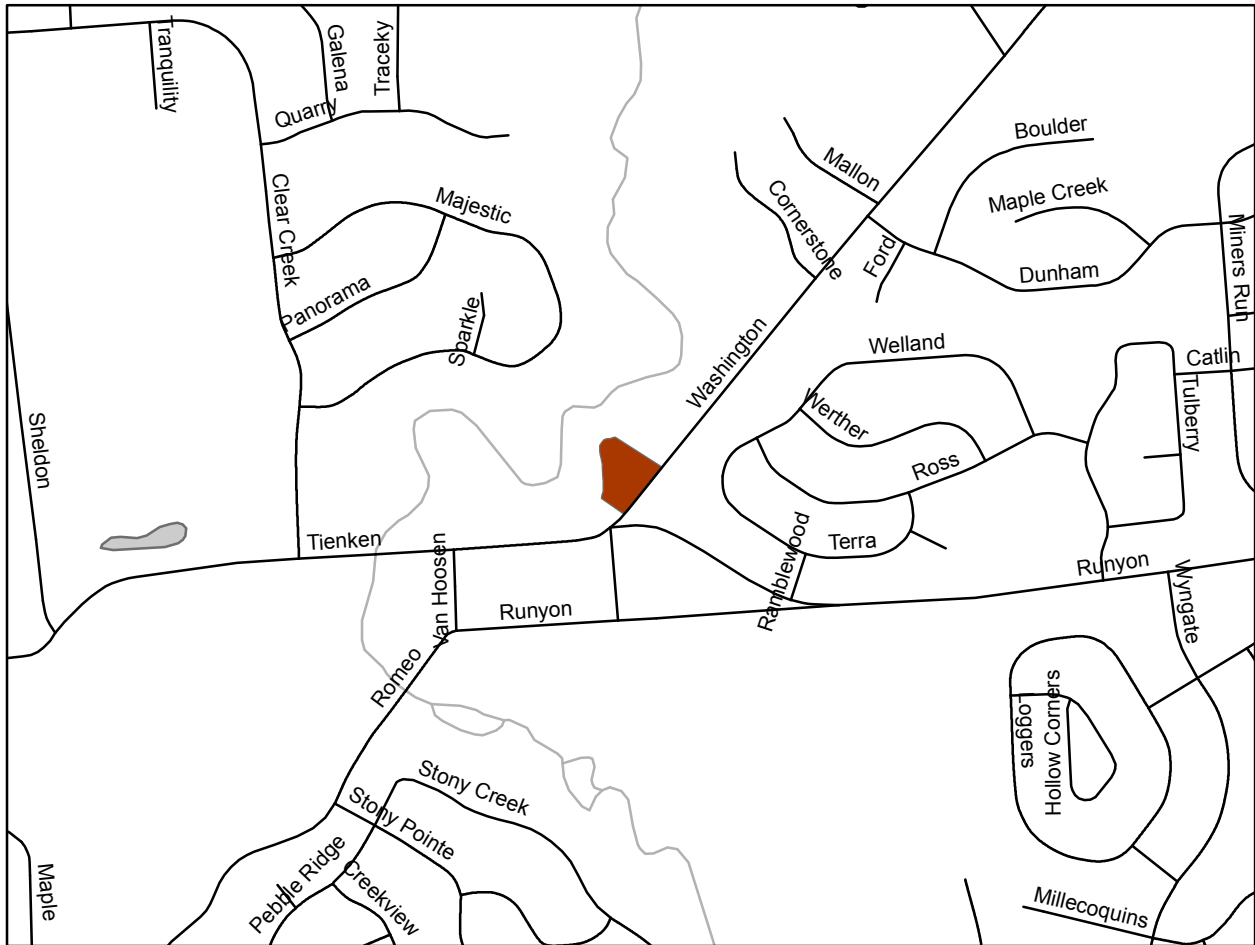 Tranquility
Galena
Traceky
Quarry
Boulder
Mallon
Maple Creek
Cornerstone
Clear Creek
Majestic
Ford
Miners Run
Dunham
Panorama
Sparkle
Welland
Catlin
Washington
Werther
Tulberry
Sheldon
Ross
Tienken
Ramblewood
Terra
Van Hoosen
Runyon
Runyon
Wyngate
Romeo
Loggers
Hollow Corners
Stony Creek
Stony Pointe
Pebble Ridge
Creekview
Maple
Millecoquins